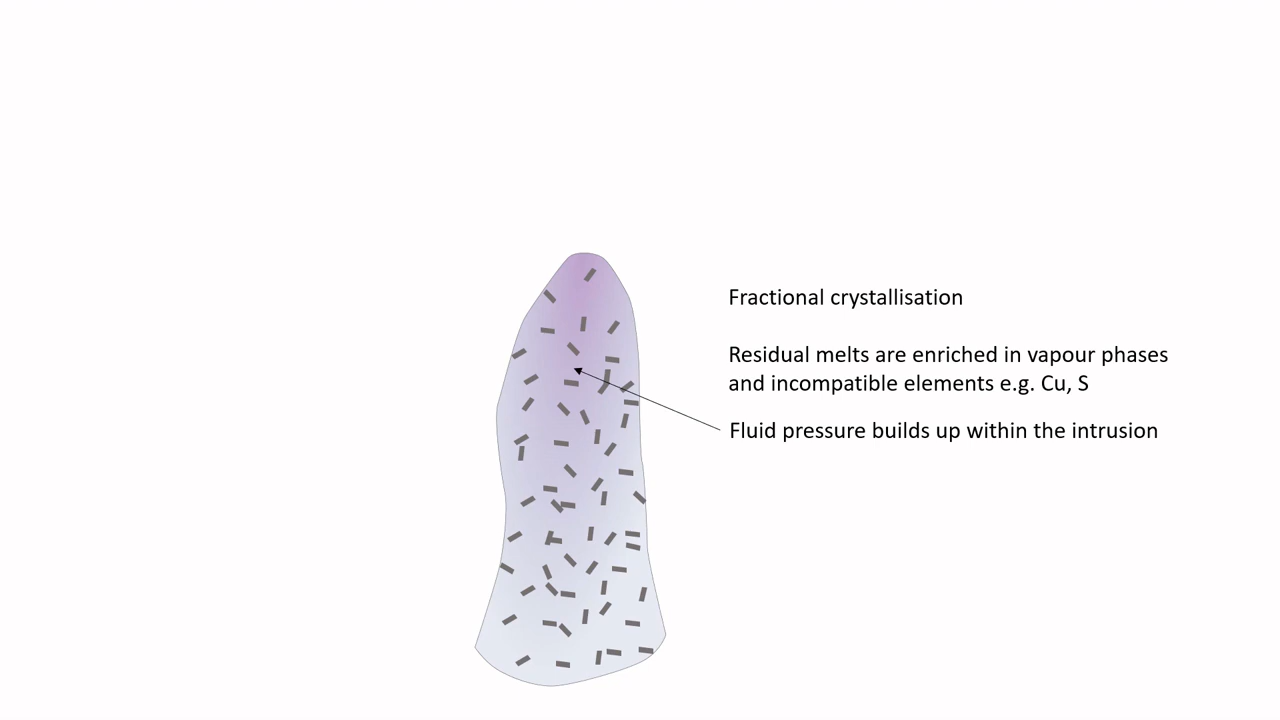 Fractional crystallisation
Residual melts are enriched in vapour phases
and incompatible elements e.g. Cu, S
Fluid pressure builds up within the intrusion